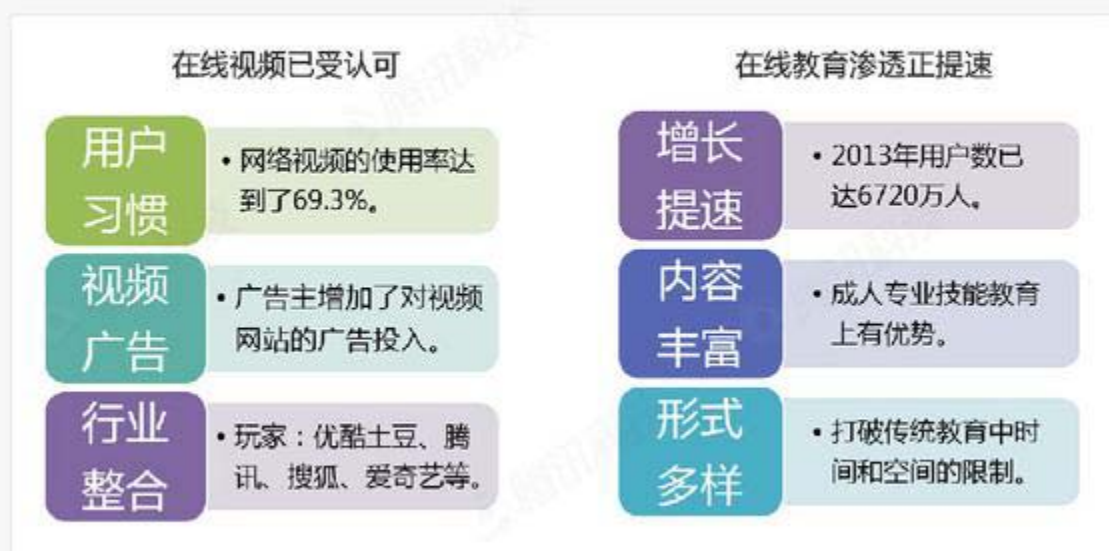 在线视频已受认可
用户
习惯
• 网络视频的使用率达
到了69.3%。
视频
广告
• 广告主增加了对视频
网站的广告投入。
行业
整合
• 玩家：优酷土豆、腾
讯、搜狐、爱奇艺等。
在线教育渗透正提速
增长
提速
• 2013年用户数已
达6720万人。
内容
丰富
• 成人专业技能教育
上有优势。
形式
多样
• 打破传统教育中时
间和空间的限制。